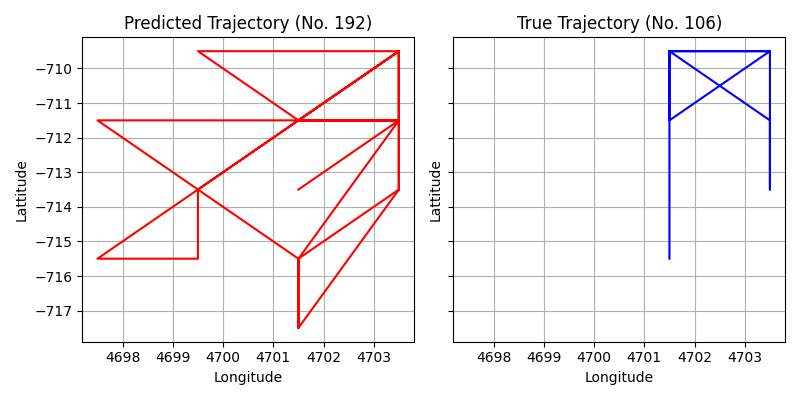 Predicted Trajectory (No. 192)
True Trajectory (No. 106)
−710
−711
−712
−713
−714
−715
−716
−717
Lattitude
Lattitude
4698 4699 4700 4701 4702 4703
4698 4699 4700 4701 4702 4703
Longitude
Longitude